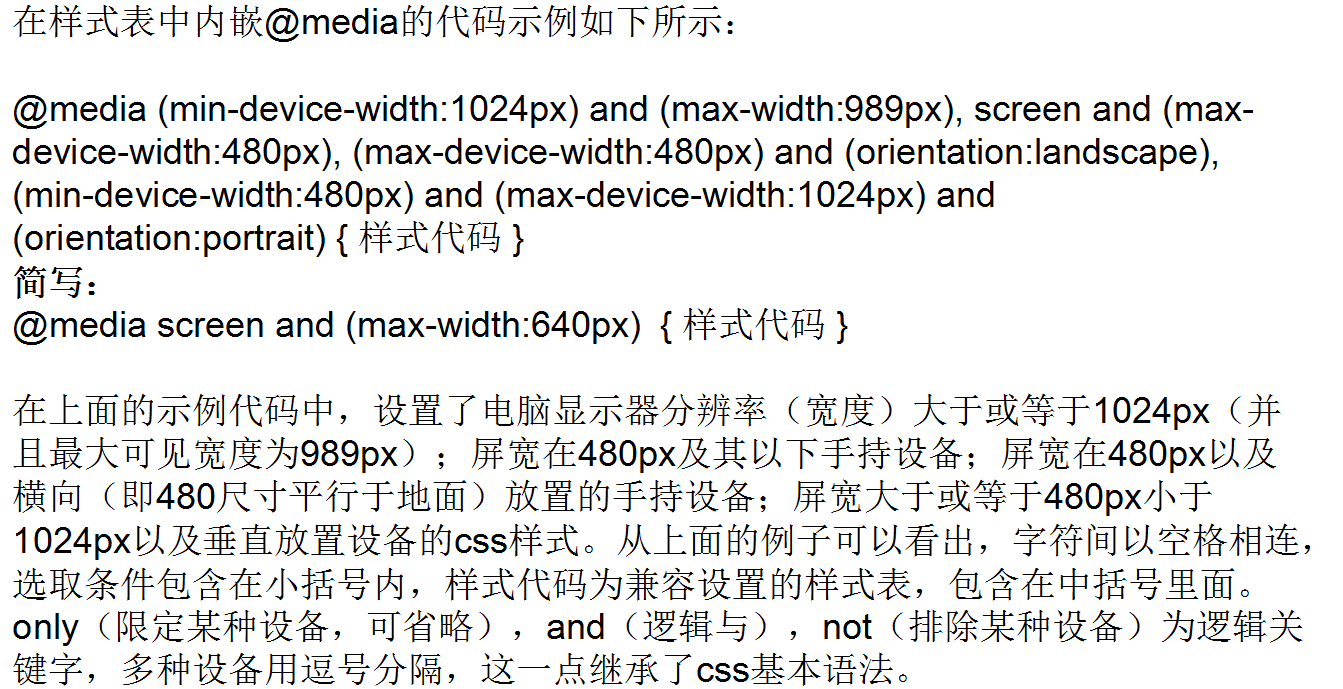 在样式表中内嵌@media的代码示例如下所示：
@media (min-device-width:1024px) and (max-width:989px), screen and (max-
device-width:480px), (max-device-width:480px) and (orientation:landscape),
(min-device-width:480px) and (max-device-width:1024px) and
(orientation:portrait) { 样式代码 }
简写：
@media screen and (max-width:640px)  { 样式代码 }
在上面的示例代码中，设置了电脑显示器分辨率（宽度）大于或等于1024px（并
且最大可见宽度为989px）；屏宽在480px及其以下手持设备；屏宽在480px以及
横向（即480尺寸平行于地面）放置的手持设备；屏宽大于或等于480px小于
1024px以及垂直放置设备的css样式。从上面的例子可以看出，字符间以空格相连，
选取条件包含在小括号内，样式代码为兼容设置的样式表，包含在中括号里面。
only（限定某种设备，可省略），and（逻辑与），not（排除某种设备）为逻辑关
键字，多种设备用逗号分隔，这一点继承了css基本语法。